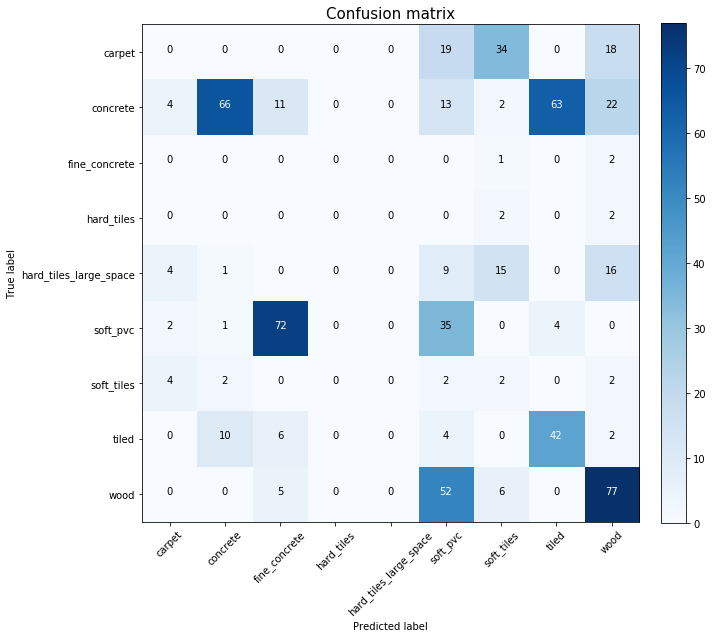 Confusion matrix
True label
carpet 0 0 0 0 0 19 34 0 18
concrete 4 66 11 0 0 13 2 63 22
fine_concrete 0 0 0 0 0 0 1 0 2
hard_tiles 0 0 0 0 0 0 2 0 2
hard_tiles_large_space 4 1 0 0 0 9 15 0 16
soft_pvc 2 1 72 0 0 35 0 4 0
soft_tiles 4 2 0 0 0 2 2 0 2
tiled 0 10 6 0 0 4 0 42 2
wood 0 0 5 0 0 52 6 0 77
carpet concrete fine_concrete hard_tiles hard_tiles_large_space soft_pvc soft_tiles tiled wood
Predicted label
70
60
50
40
30
20
10
0